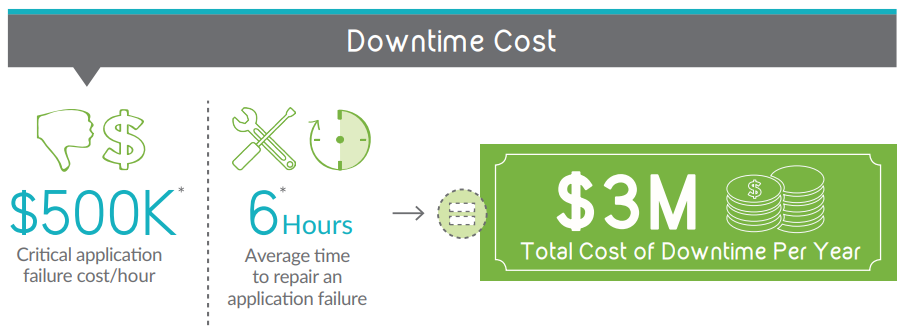 Downtime Cost
$500K*
Critical application
failure cost/hour
6* Hours
Average time
to repair an
application failure
$3M
Total Cost of Downtime Per Year